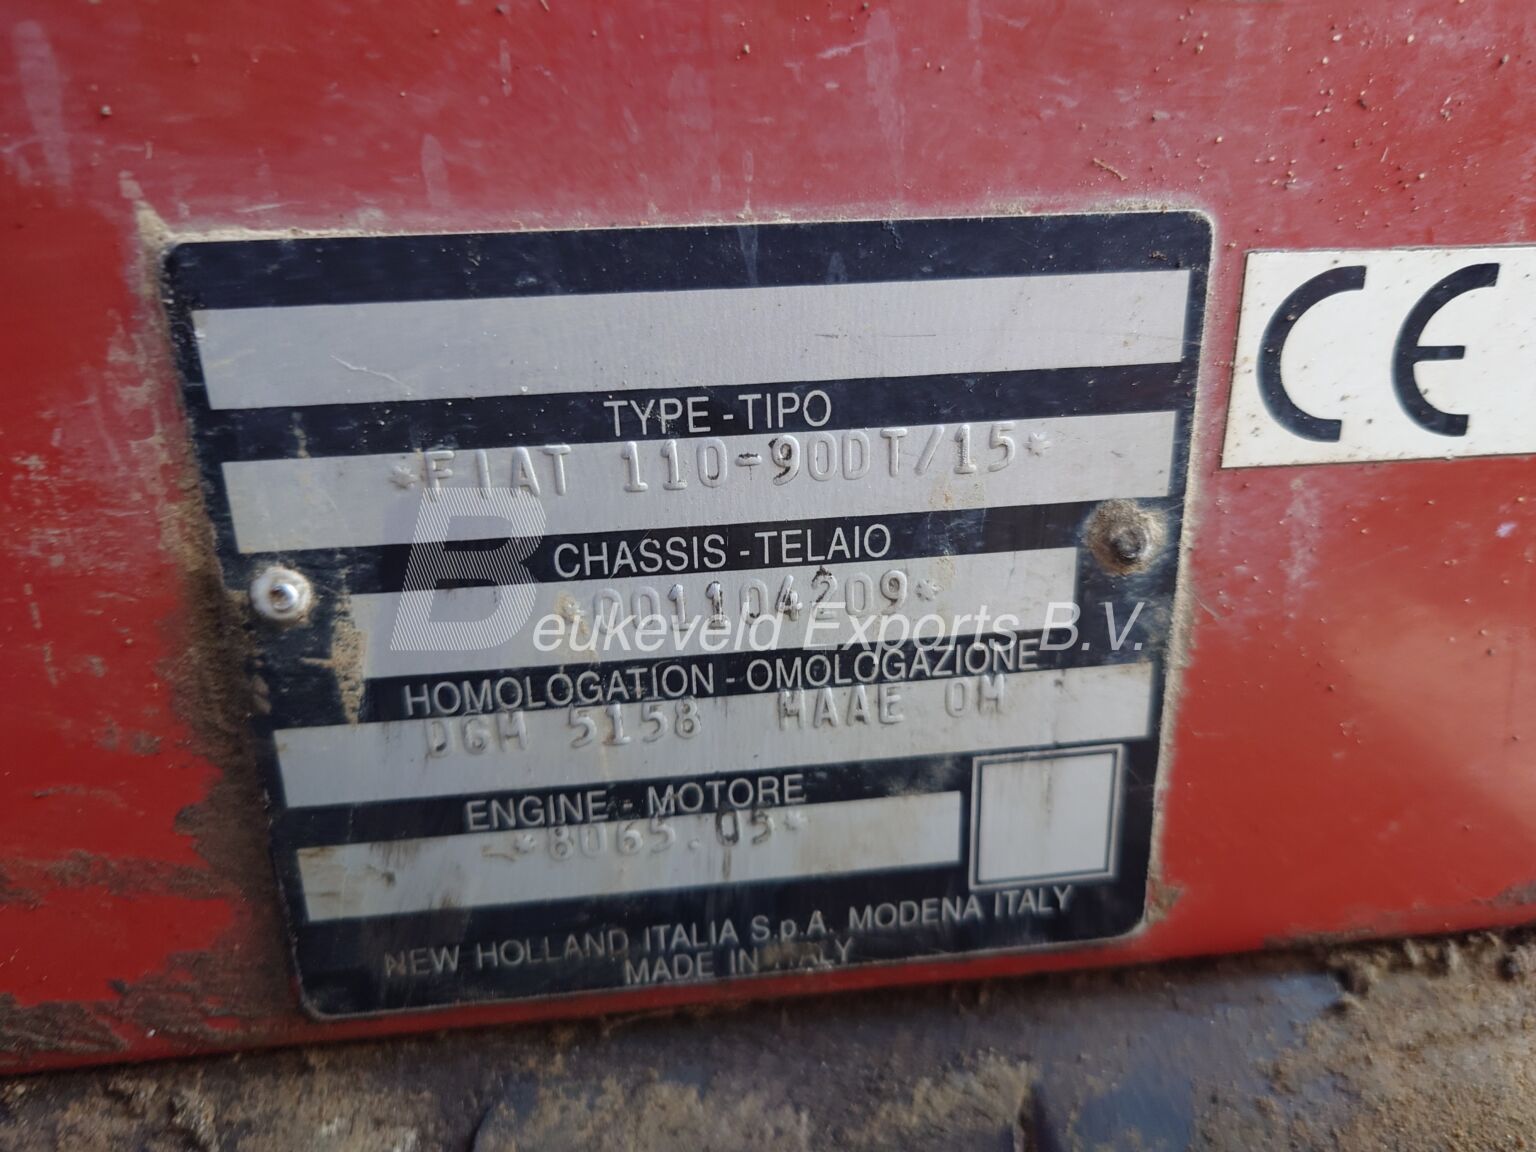 TYPE - TIPO
*FIAT 110-90DT/15*
CHASSIS - TELAIO
*001104209*
Beukeveld Exports B.V.
HOMOLOGATION - OMOLOGAZIONE
DGM 5158 MAAE OM
ENGINE - MOTORE
*8065.05*
NEW HOLLAND ITALIA S.p.A. MODENA ITALY
MADE IN ITALY
CE